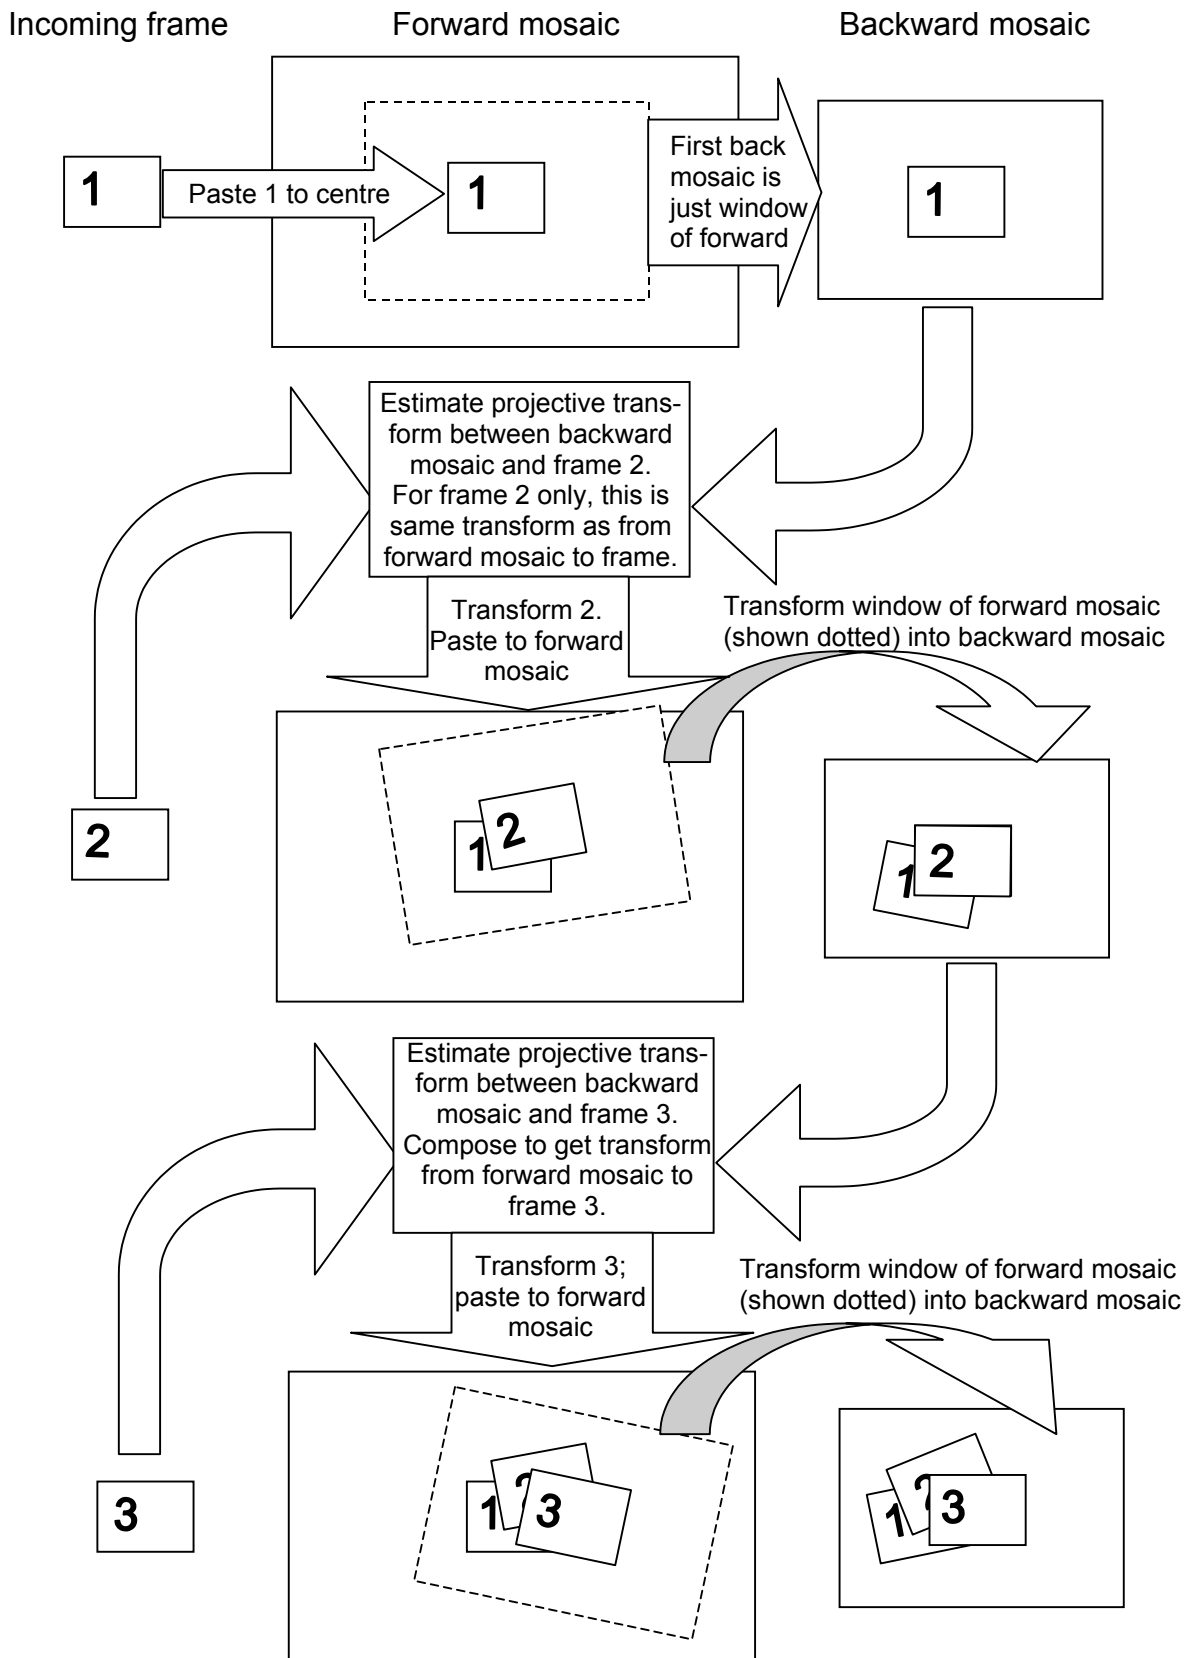 Incoming frame
Forward mosaic
Backward mosaic
1
Paste 1 to centre
1
First back
mosaic is
just window
of forward
1
Estimate projective trans-
form between backward
mosaic and frame 2.
For frame 2 only, this is
same transform as from
forward mosaic to frame.
Transform 2.
Paste to forward
mosaic
Transform window of forward mosaic
(shown dotted) into backward mosaic
2
1
2
1
2
Estimate projective trans-
form between backward
mosaic and frame 3.
Compose to get transform
from forward mosaic to
frame 3.
Transform 3;
paste to forward
mosaic
Transform window of forward mosaic
(shown dotted) into backward mosaic
3
1
2
3
1
2
3